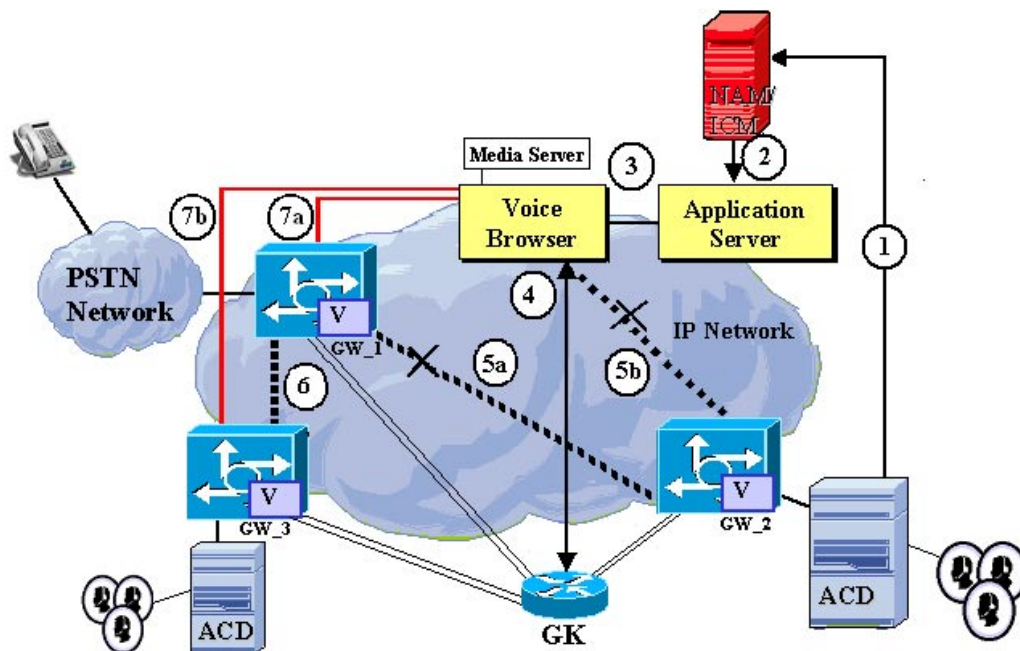 NAM/
ICM
2
Media Server
3
7b
7a
Voice
Browser
Application
Server
1
PSTN
Network
4
V
GW_1
IP Network
5a
5b
6
V
GW_3
V
GW_2
ACD
GK
ACD